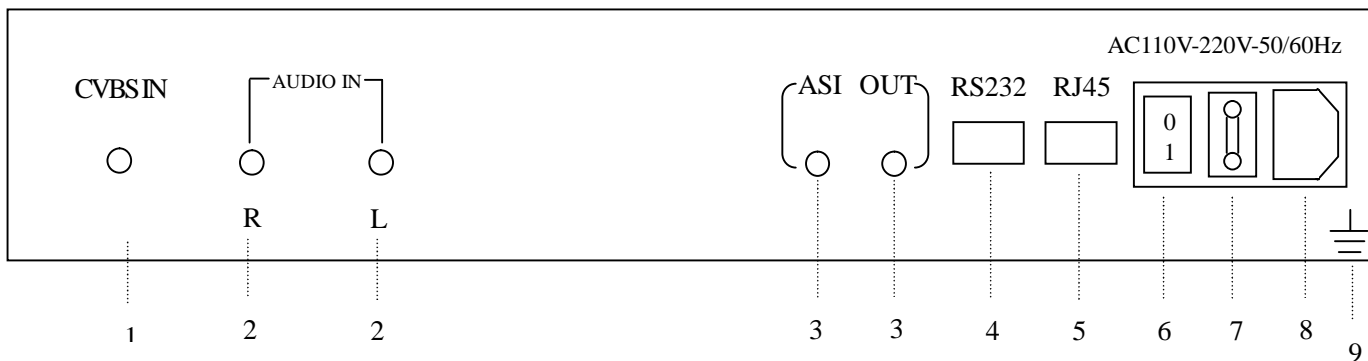 AC110V-220V-50/60Hz
CVBS IN
AUDIO IN
ASI OUT
RS232
RJ45
0
1
R
L
1
2
2
3
3
4
5
6
7
8
9